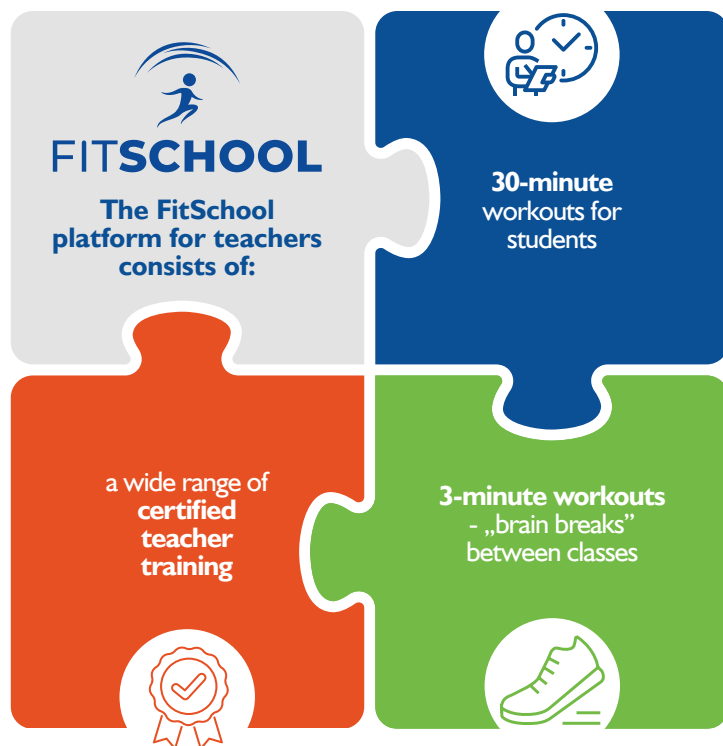 FITSCHOOL
The FitSchool
platform for teachers
consists of:
30-minute
workouts for
students
a wide range of
certified
teacher
training
3-minute workouts
- „brain breaks”
between classes